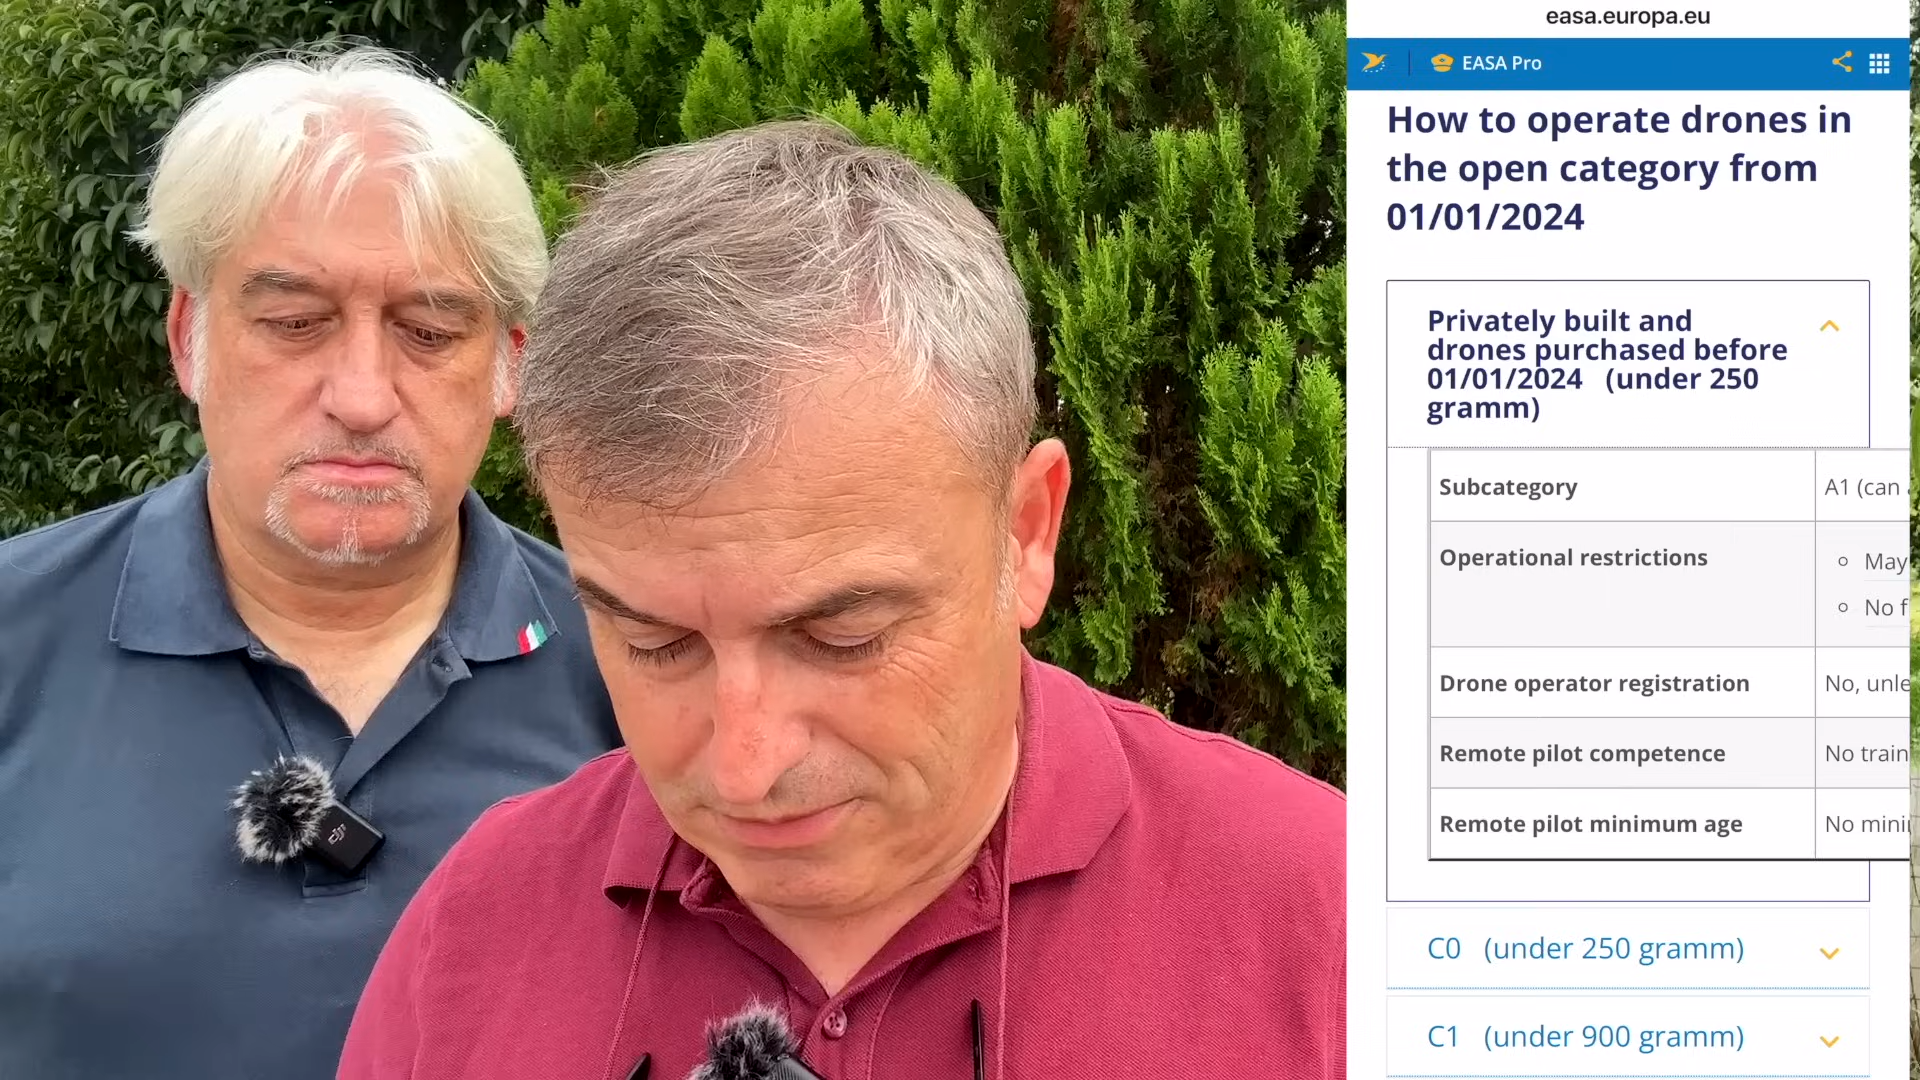 easa.europa.eu
EASA Pro
How to operate drones in
the open category from
01/01/2024
Privately built and
drones purchased before
01/01/2024 (under 250
gramm)
Subcategory
A1 (can
Operational restrictions
May
No f
Drone operator registration
No, unle
Remote pilot competence
No train
Remote pilot minimum age
No mini
C0 (under 250 gramm)
C1 (under 900 gramm)